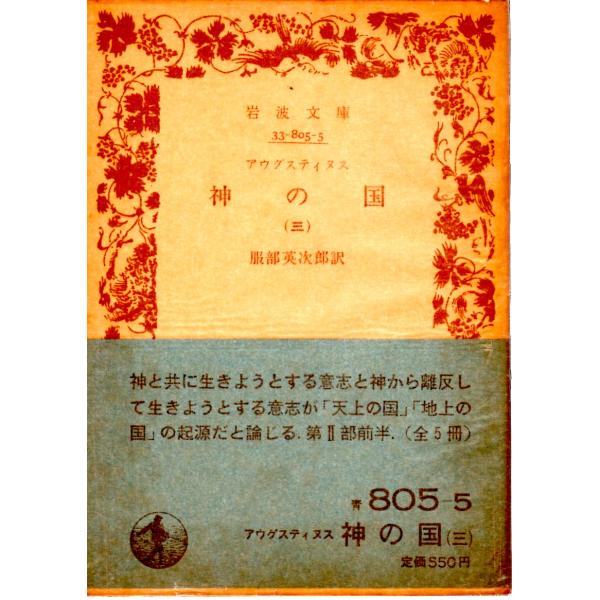 岩波文庫
33-805-5
アウグスティヌス
神の国
(三)
服部英次郎訳
神と共に生きようとする意志と神から離反し
て生きようとする意志が「天上の国」「地上の
国」の起源だと論じる.第Ⅱ部前半.(全5冊)
青 805-5
アウグスティヌス 神の国(三)
定価550円